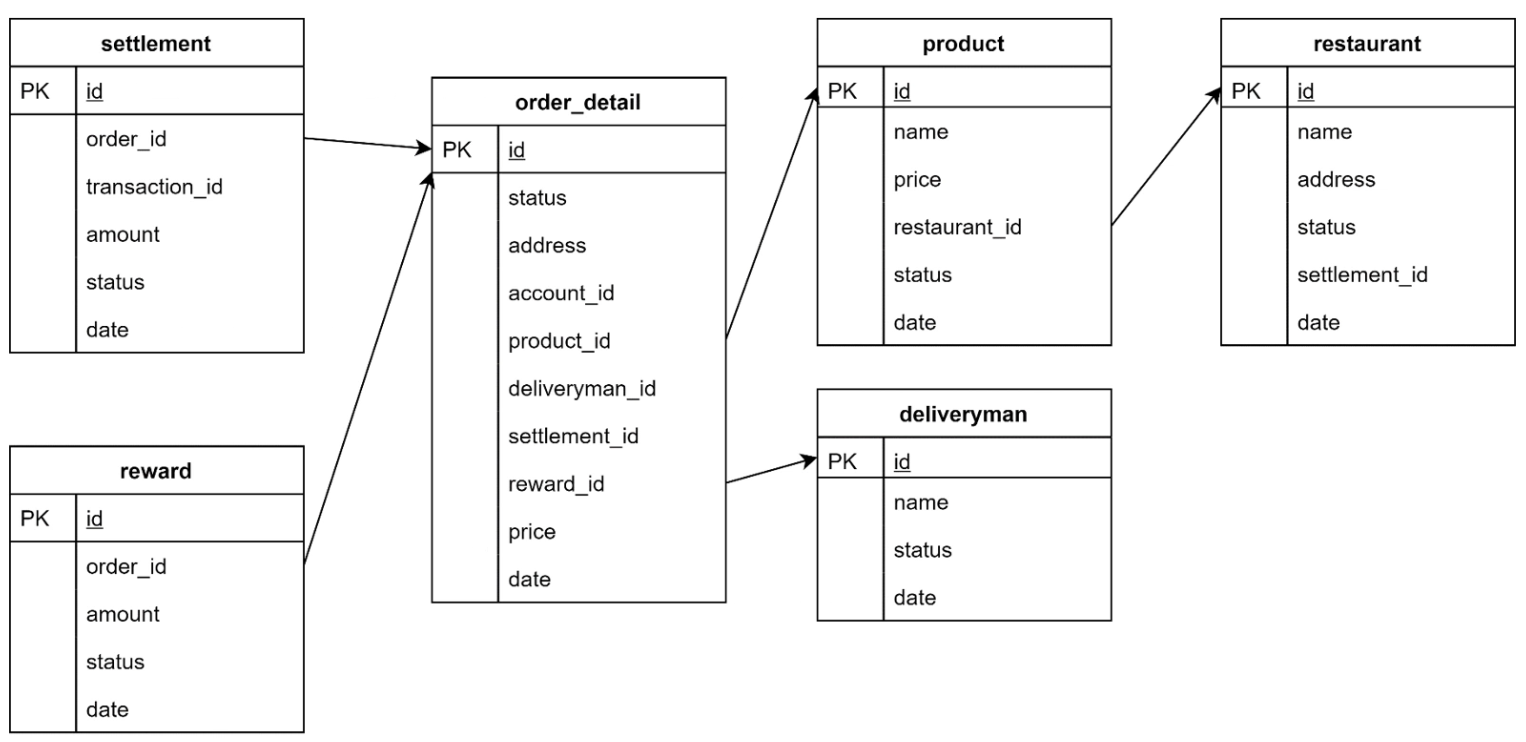 settlement
PK id
order_id
transaction_id
amount
status
date
reward
PK id
order_id
amount
status
date
order_detail
PK id
status
address
account_id
product_id
deliveryman_id
settlement_id
reward_id
price
date
product
PK id
name
price
restaurant_id
status
date
deliveryman
PK id
name
status
date
restaurant
PK id
name
address
status
settlement_id
date